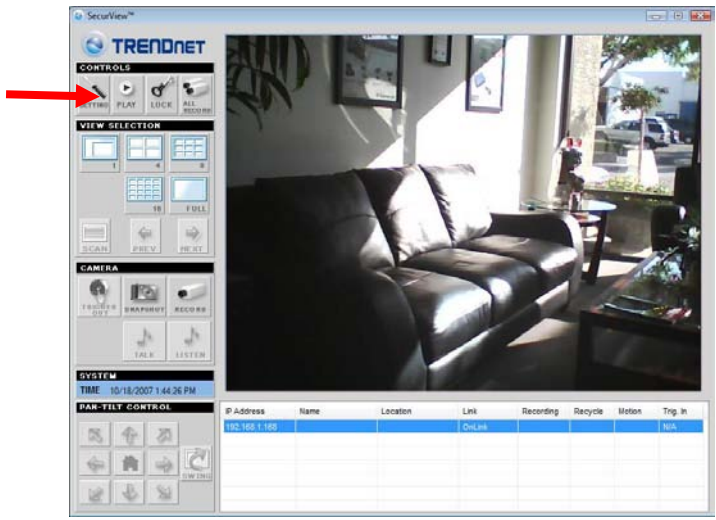 SecurView™
TRENDNET
CONTROLS
SETTING PLAY LOCK ALL RECORD
VIEW SELECTION
1 4 9
16 FULL
SCAN PREV NEXT
CAMERA
TRIGGER OUT SNAPSHOT RECORD
TALK LISTEN
SYSTEM
TIME 10/18/2007 1:44:26 PM
PAN-TILT CONTROL
SWING
IP Address Name Location Link Recording Recycle Motion Trig. In
192.168.1.168 OnLink N/A